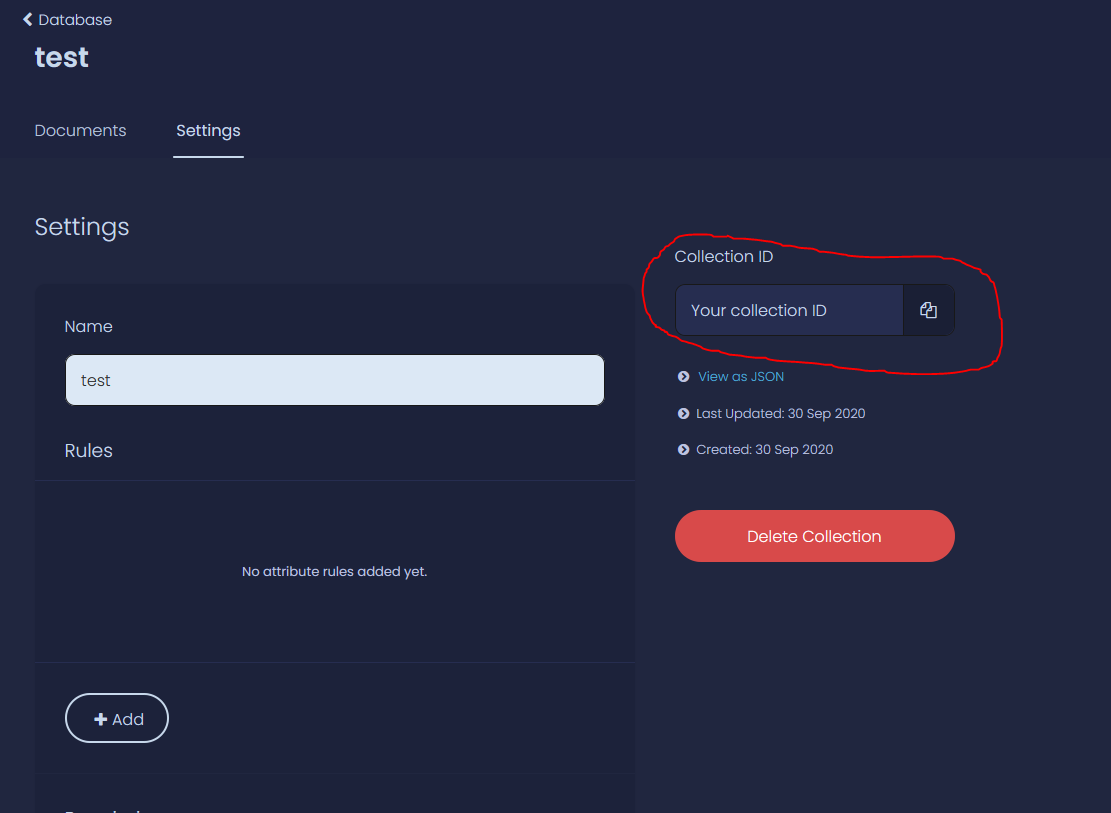 Database
test
Documents
Settings
Settings
Name
test
Rules
No attribute rules added yet.
Add
Collection ID
Your collection ID
View as JSON
Last Updated: 30 Sep 2020
Created: 30 Sep 2020
Delete Collection